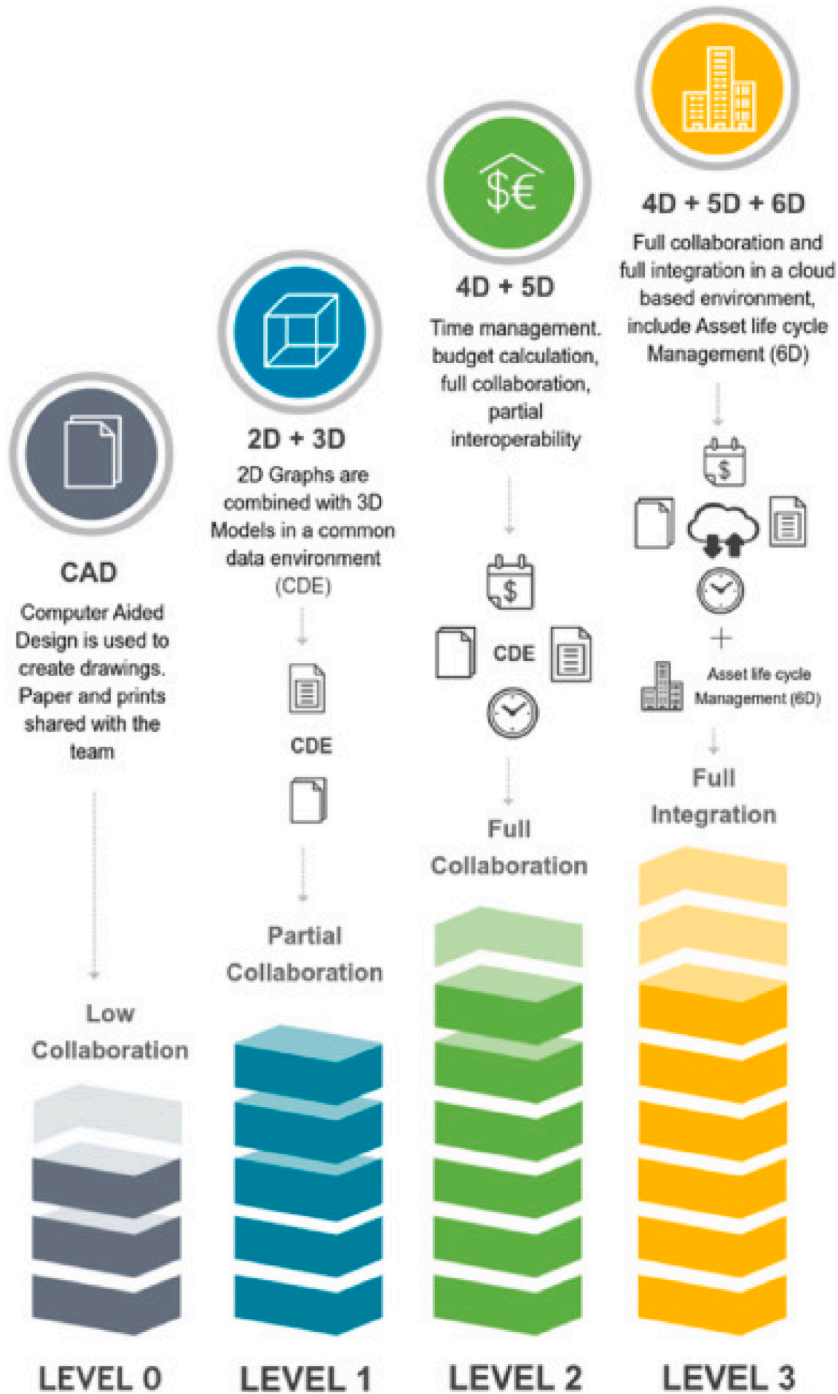 CAD
Computer Aided
Design is used to
create drawings.
Paper and prints
shared with the
team
Low
Collaboration
LEVEL 0
2D + 3D
2D Graphs are
combined with 3D
Models in a common
data environment
(CDE)
CDE
Partial
Collaboration
LEVEL 1
$€
4D + 5D
Time management.
budget calculation,
full collaboration,
partial
interoperability
$
CDE
Full
Collaboration
LEVEL 2
4D + 5D + 6D
Full collaboration and
full integration in a cloud
based environment,
include Asset life cycle
Management (6D)
$
+
Asset life cycle
Management (6D)
Full
Integration
LEVEL 3